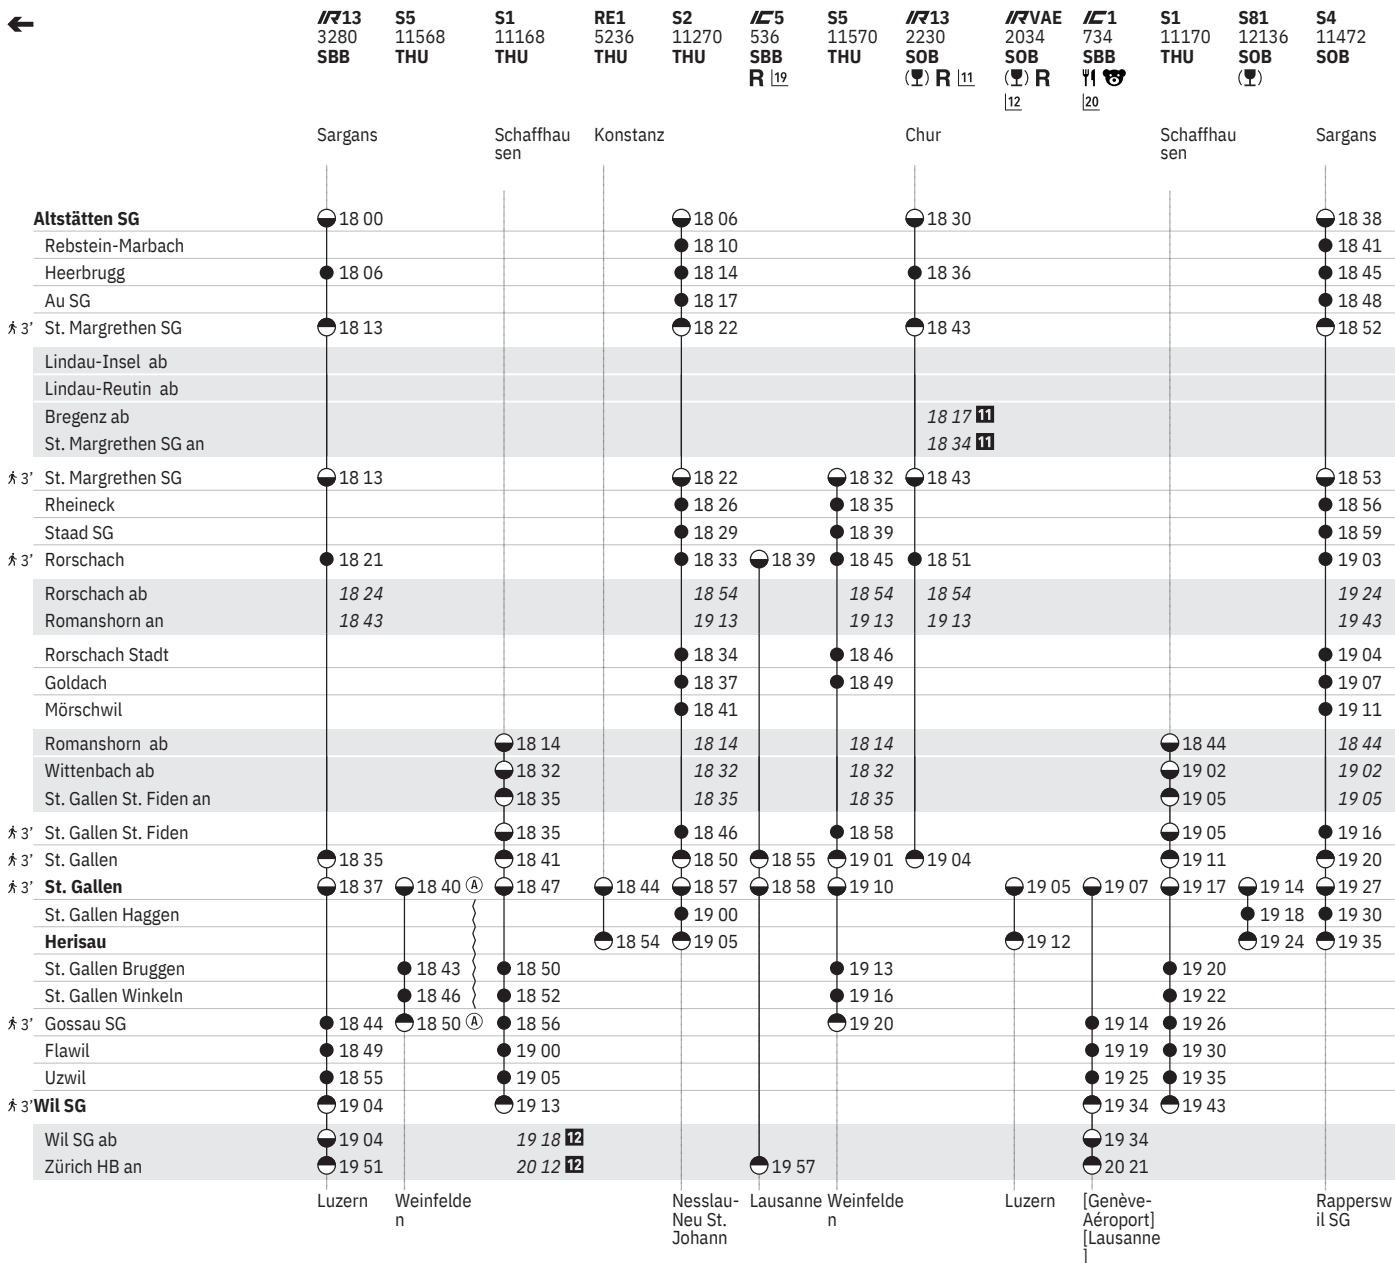 IR13 S5 S1 RE1 S2 IC5 S5 IR13 IRVAE IC1 S1 S81 S4
3280 11568 11168 5236 11270 536 11570 2230 2034 734 11170 12136 11472
SBB THU THU THU THU SBB THU SOB SOB SBB THU SOB SOB
R 19 R 11 R
12 20
Sargans Schaffhau Konstanz Chur Schaffhau Sargans
sen sen
Altstätten SG 18 00 18 06 18 30 18 38
Rebstein-Marbach 18 10 18 41
Heerbrugg 18 06 18 14 18 36 18 45
Au SG 18 17 18 48
3' St. Margrethen SG 18 13 18 22 18 43 18 52
Lindau-Insel ab
Lindau-Reutin ab
Bregenz ab 18 17 11
St. Margrethen SG an 18 34 11
3' St. Margrethen SG 18 13 18 22 18 32 18 43 18 53
Rheineck 18 26 18 35 18 56
Staad SG 18 29 18 39 18 59
3' Rorschach 18 21 18 33 18 39 18 45 18 51 19 03
Rorschach ab 18 24 18 54 18 54 18 54 19 24
Romanshorn an 18 43 19 13 19 13 19 13 19 43
Rorschach Stadt 18 34 18 46 19 04
Goldach 18 37 18 49 19 07
Mörschwil 18 41 19 11
Romanshorn ab 18 14 18 14 18 14 18 44 18 44
Wittenbach ab 18 32 18 32 18 32 19 02 19 02
St. Gallen St. Fiden an 18 35 18 35 18 35 19 05 19 05
3' St. Gallen St. Fiden 18 35 18 46 18 58 19 05 19 16
3' St. Gallen 18 35 18 41 18 50 18 55 19 01 19 04 19 11 19 20
3' St. Gallen 18 37 18 40 Ⓐ 18 47 18 44 18 57 18 58 19 10 19 05 19 07 19 17 19 14 19 27
St. Gallen Haggen 19 00 19 18 19 30
Herisau 18 54 19 05 19 12 19 24 19 35
St. Gallen Bruggen 18 43 18 50 19 13 19 20
St. Gallen Winkeln 18 46 18 52 19 16 19 22
3' Gossau SG 18 44 18 50 Ⓐ 18 56 19 20 19 14 19 26
Flawil 18 49 19 00 19 19 19 30
Uzwil 18 55 19 05 19 25 19 35
3' Wil SG 19 04 19 13 19 34 19 43
Wil SG ab 19 04 19 18 12 19 34
Zürich HB an 19 51 20 12 12 19 57 20 21
Luzern Weinfelde Nesslau- Lausanne Weinfelde Luzern [Genève- Rappersw
n Neu St. n Aéroport] il SG
Johann [Lausanne
]